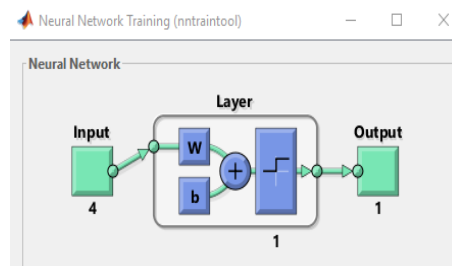 Neural Network Training (nntraintool)
Neural Network
Layer
Input
W
b
+
Output
4
1
1